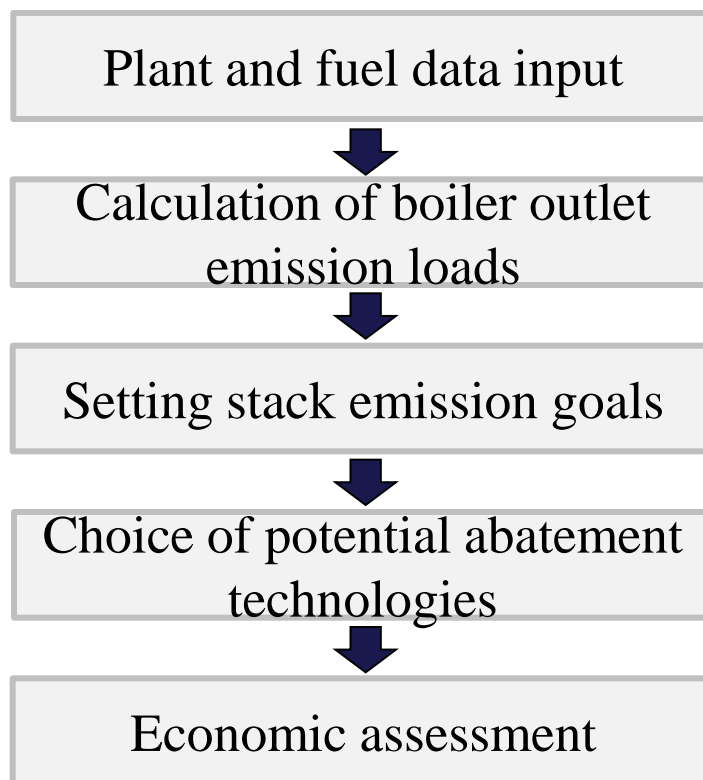 Plant and fuel data input
Calculation of boiler outlet
emission loads
Setting stack emission goals
Choice of potential abatement
technologies
Economic assessment